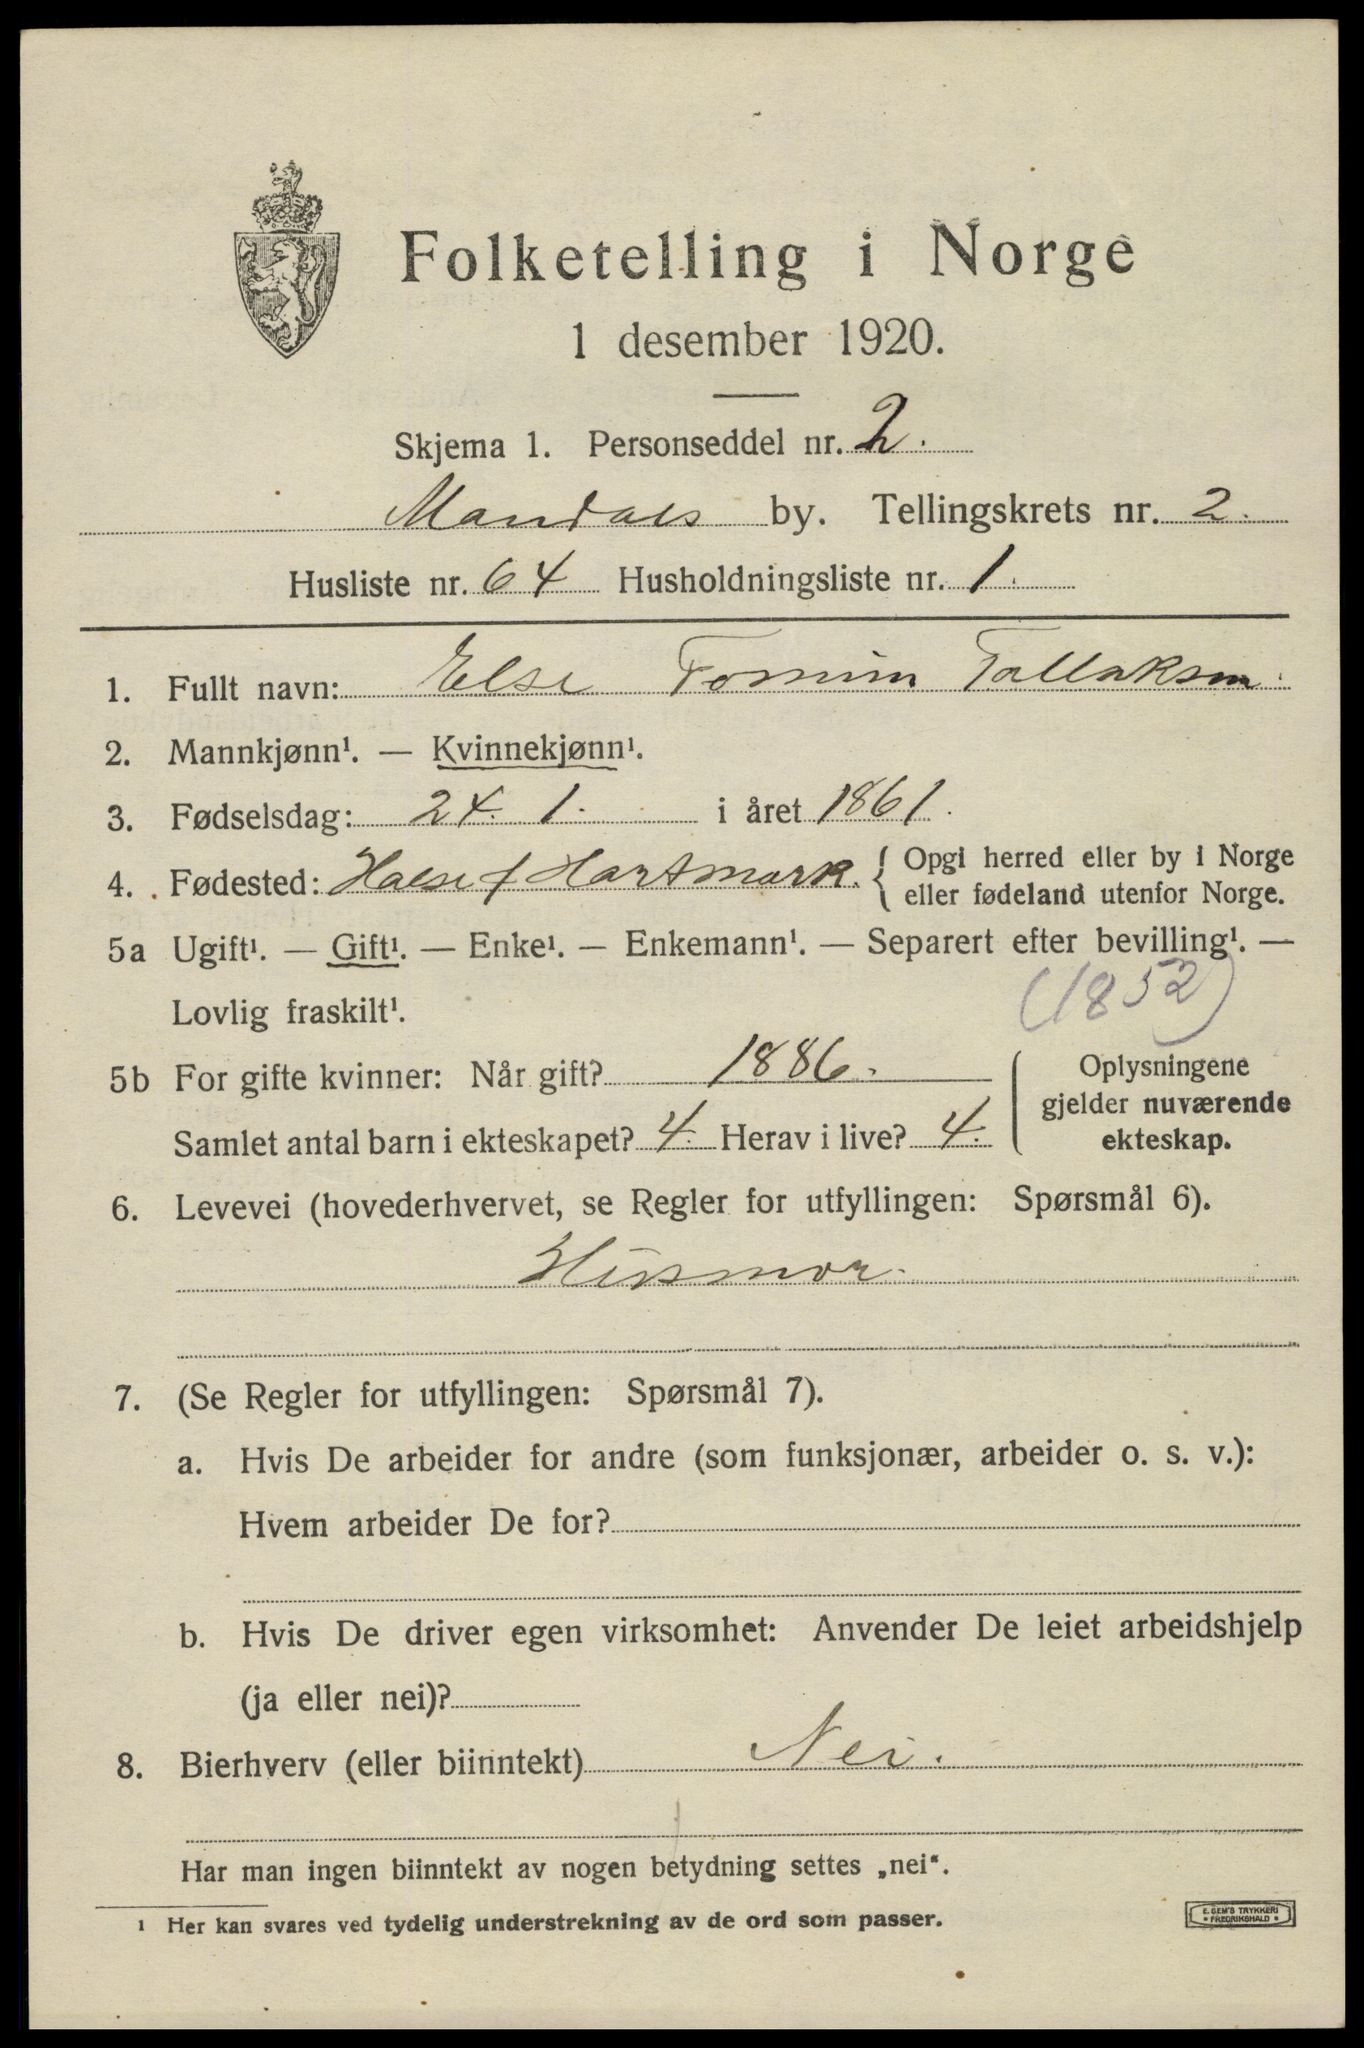 Folketelling i Norge
1 desember 1920.
Skjema 1. Personseddel nr. 2.
Mandals by. Tellingskrets nr. 2.
Husliste nr. 64 Husholdningsliste nr. 1.
1. Fullt navn: Else Tomine Tallaksen.
2. Mannkjønn¹. — Kvinnekjønn¹.
3. Fødselsdag: 24. 1. i året 1861.
4. Fødested: Halse f Hartmark. { Opgi herred eller by i Norge
eller fødeland utenfor Norge.
5a Ugift¹. — Gift¹. — Enke¹. — Enkemann¹. — Separert efter bevilling¹. —
Lovlig fraskilt¹.
(1852)
5b For gifte kvinner: Når gift? 1886.
Samlet antal barn i ekteskapet? 4. Herav i live? 4.
Oplysningene
gjelder nuværende
ekteskap.
6. Levevei (hovederhvervet, se Regler for utfyllingen: Spørsmål 6).
Husmor.
7. (Se Regler for utfyllingen: Spørsmål 7).
a. Hvis De arbeider for andre (som funksjonær, arbeider o. s. v.):
Hvem arbeider De for?
b. Hvis De driver egen virksomhet: Anvender De leiet arbeidshjelp
(ja eller nei)?
8. Bierhverv (eller biinntekt) Nei.
Har man ingen biinntekt av nogen betydning settes „nei“.
¹ Her kan svares ved tydelig understrekning av de ord som passer.
E. SEM'S TRYKKERI
• FREDRIKSHALD •